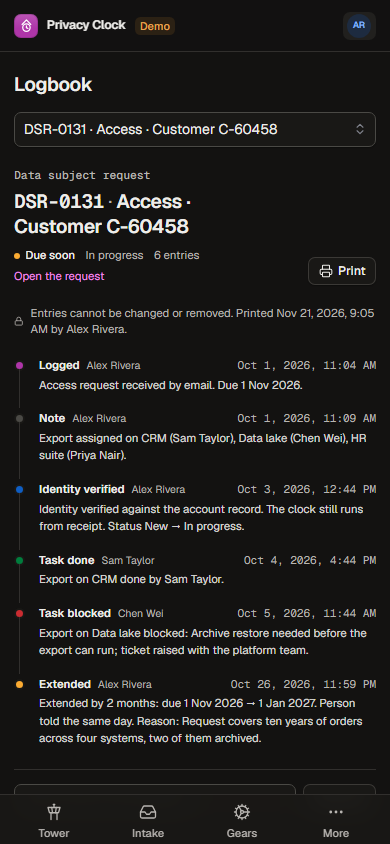 Privacy Clock Demo AR
Logbook
DSR-0131 · Access · Customer C-60458
Data subject request
DSR-0131 · Access ·
Customer C-60458
Due soon In progress 6 entries
Open the request
Print
Entries cannot be changed or removed. Printed Nov 21, 2026, 9:05
AM by Alex Rivera.
Logged Alex Rivera Oct 1, 2026, 11:04 AM
Access request received by email. Due 1 Nov 2026.
Note Alex Rivera Oct 1, 2026, 11:09 AM
Export assigned on CRM (Sam Taylor), Data lake (Chen Wei), HR
suite (Priya Nair).
Identity verified Alex Rivera Oct 3, 2026, 12:44 PM
Identity verified against the account record. The clock still runs
from receipt. Status New → In progress.
Task done Sam Taylor Oct 4, 2026, 4:44 PM
Export on CRM done by Sam Taylor.
Task blocked Chen Wei Oct 5, 2026, 11:44 AM
Export on Data lake blocked: Archive restore needed before the
export can run; ticket raised with the platform team.
Extended Alex Rivera Oct 26, 2026, 11:59 PM
Extended by 2 months: due 1 Nov 2026 → 1 Jan 2027. Person
told the same day. Reason: Request covers ten years of orders
across four systems, two of them archived.
Tower Intake Gears More